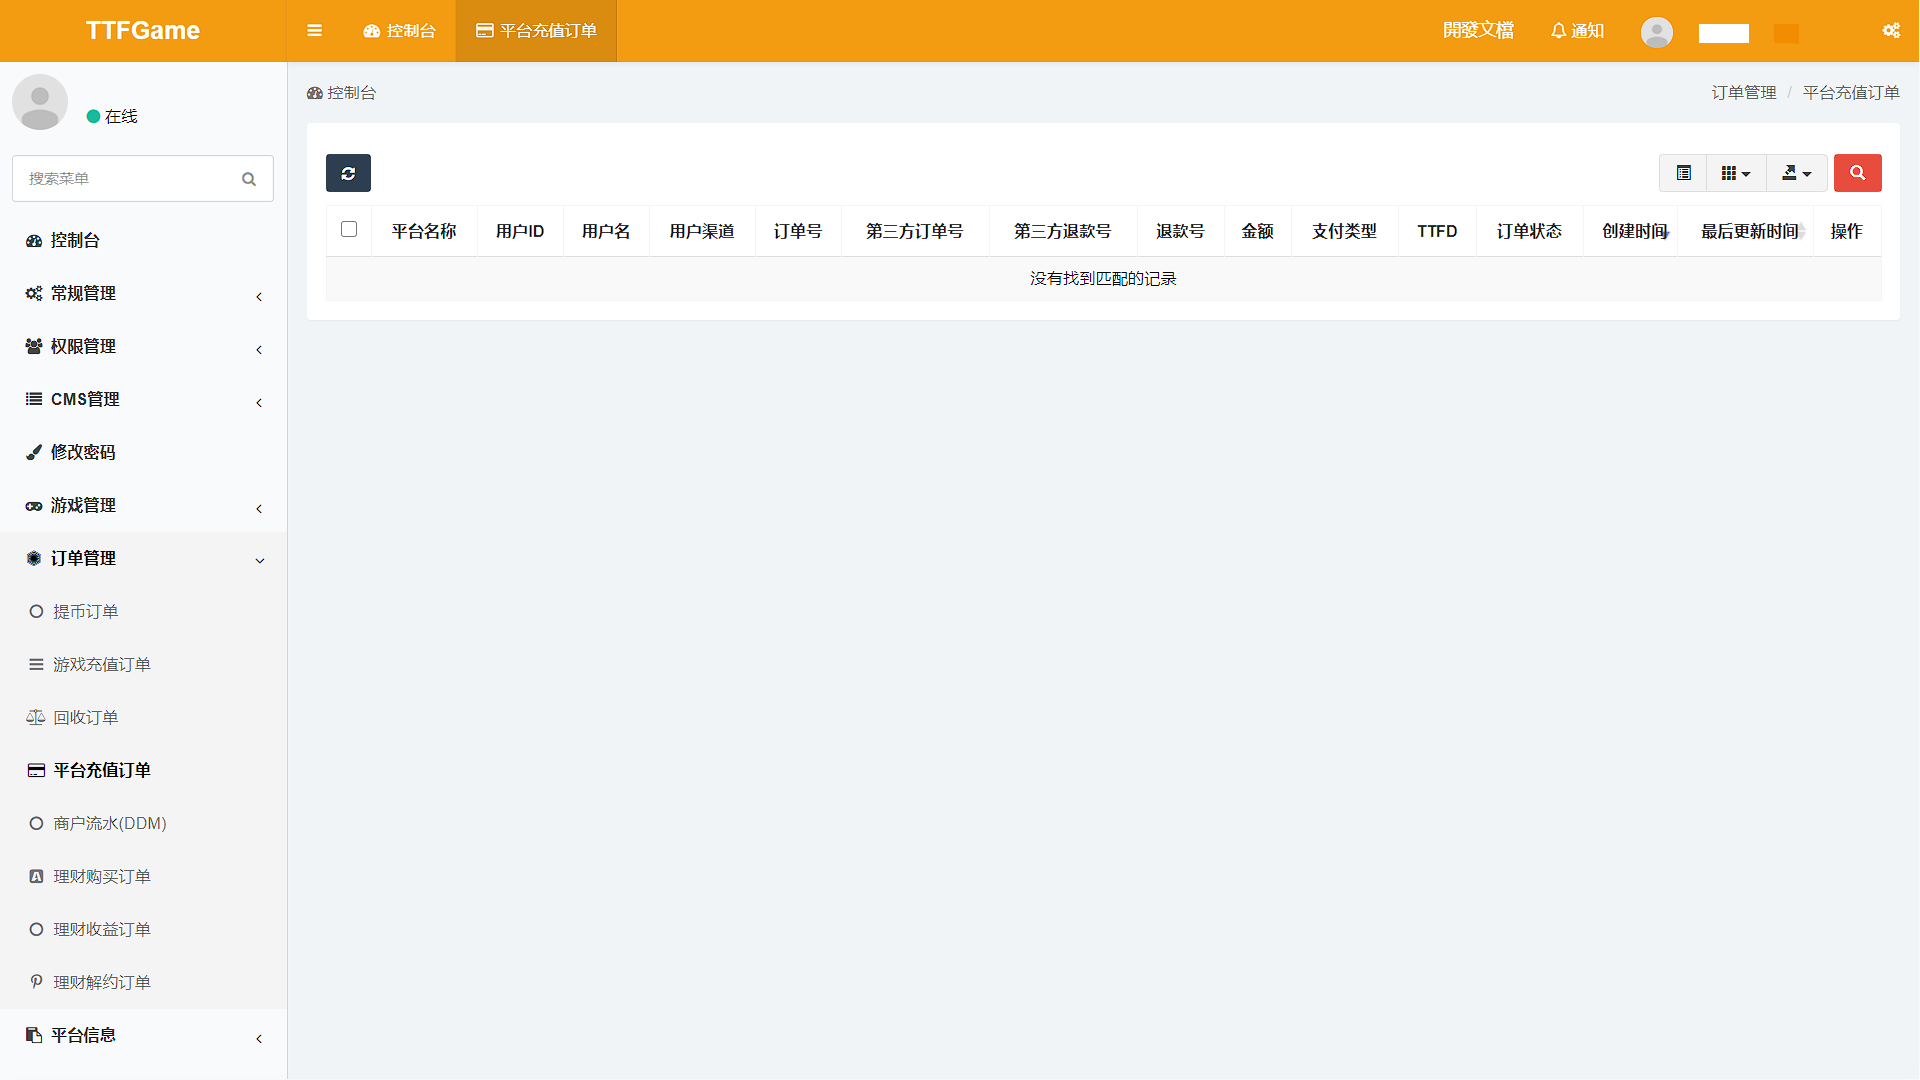 TTFGame
控制台
平台充值订单
開發文檔
通知
在线
搜索菜单
控制台
常规管理
权限管理
CMS管理
修改密码
游戏管理
订单管理
提币订单
游戏充值订单
回收订单
平台充值订单
商户流水(DDM)
理财购买订单
理财收益订单
理财解约订单
平台信息
控制台
订单管理 / 平台充值订单
平台名称 用户ID 用户名 用户渠道 订单号 第三方订单号 第三方退款号 退款号 金额 支付类型 TTFD 订单状态 创建时间 最后更新时间 操作
没有找到匹配的记录